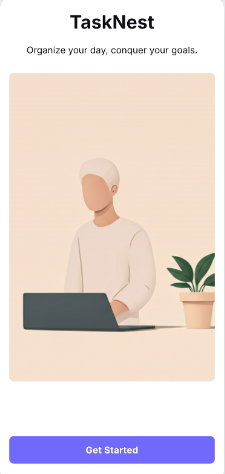 TaskNest
Organize your day, conquer your goals.
Get Started